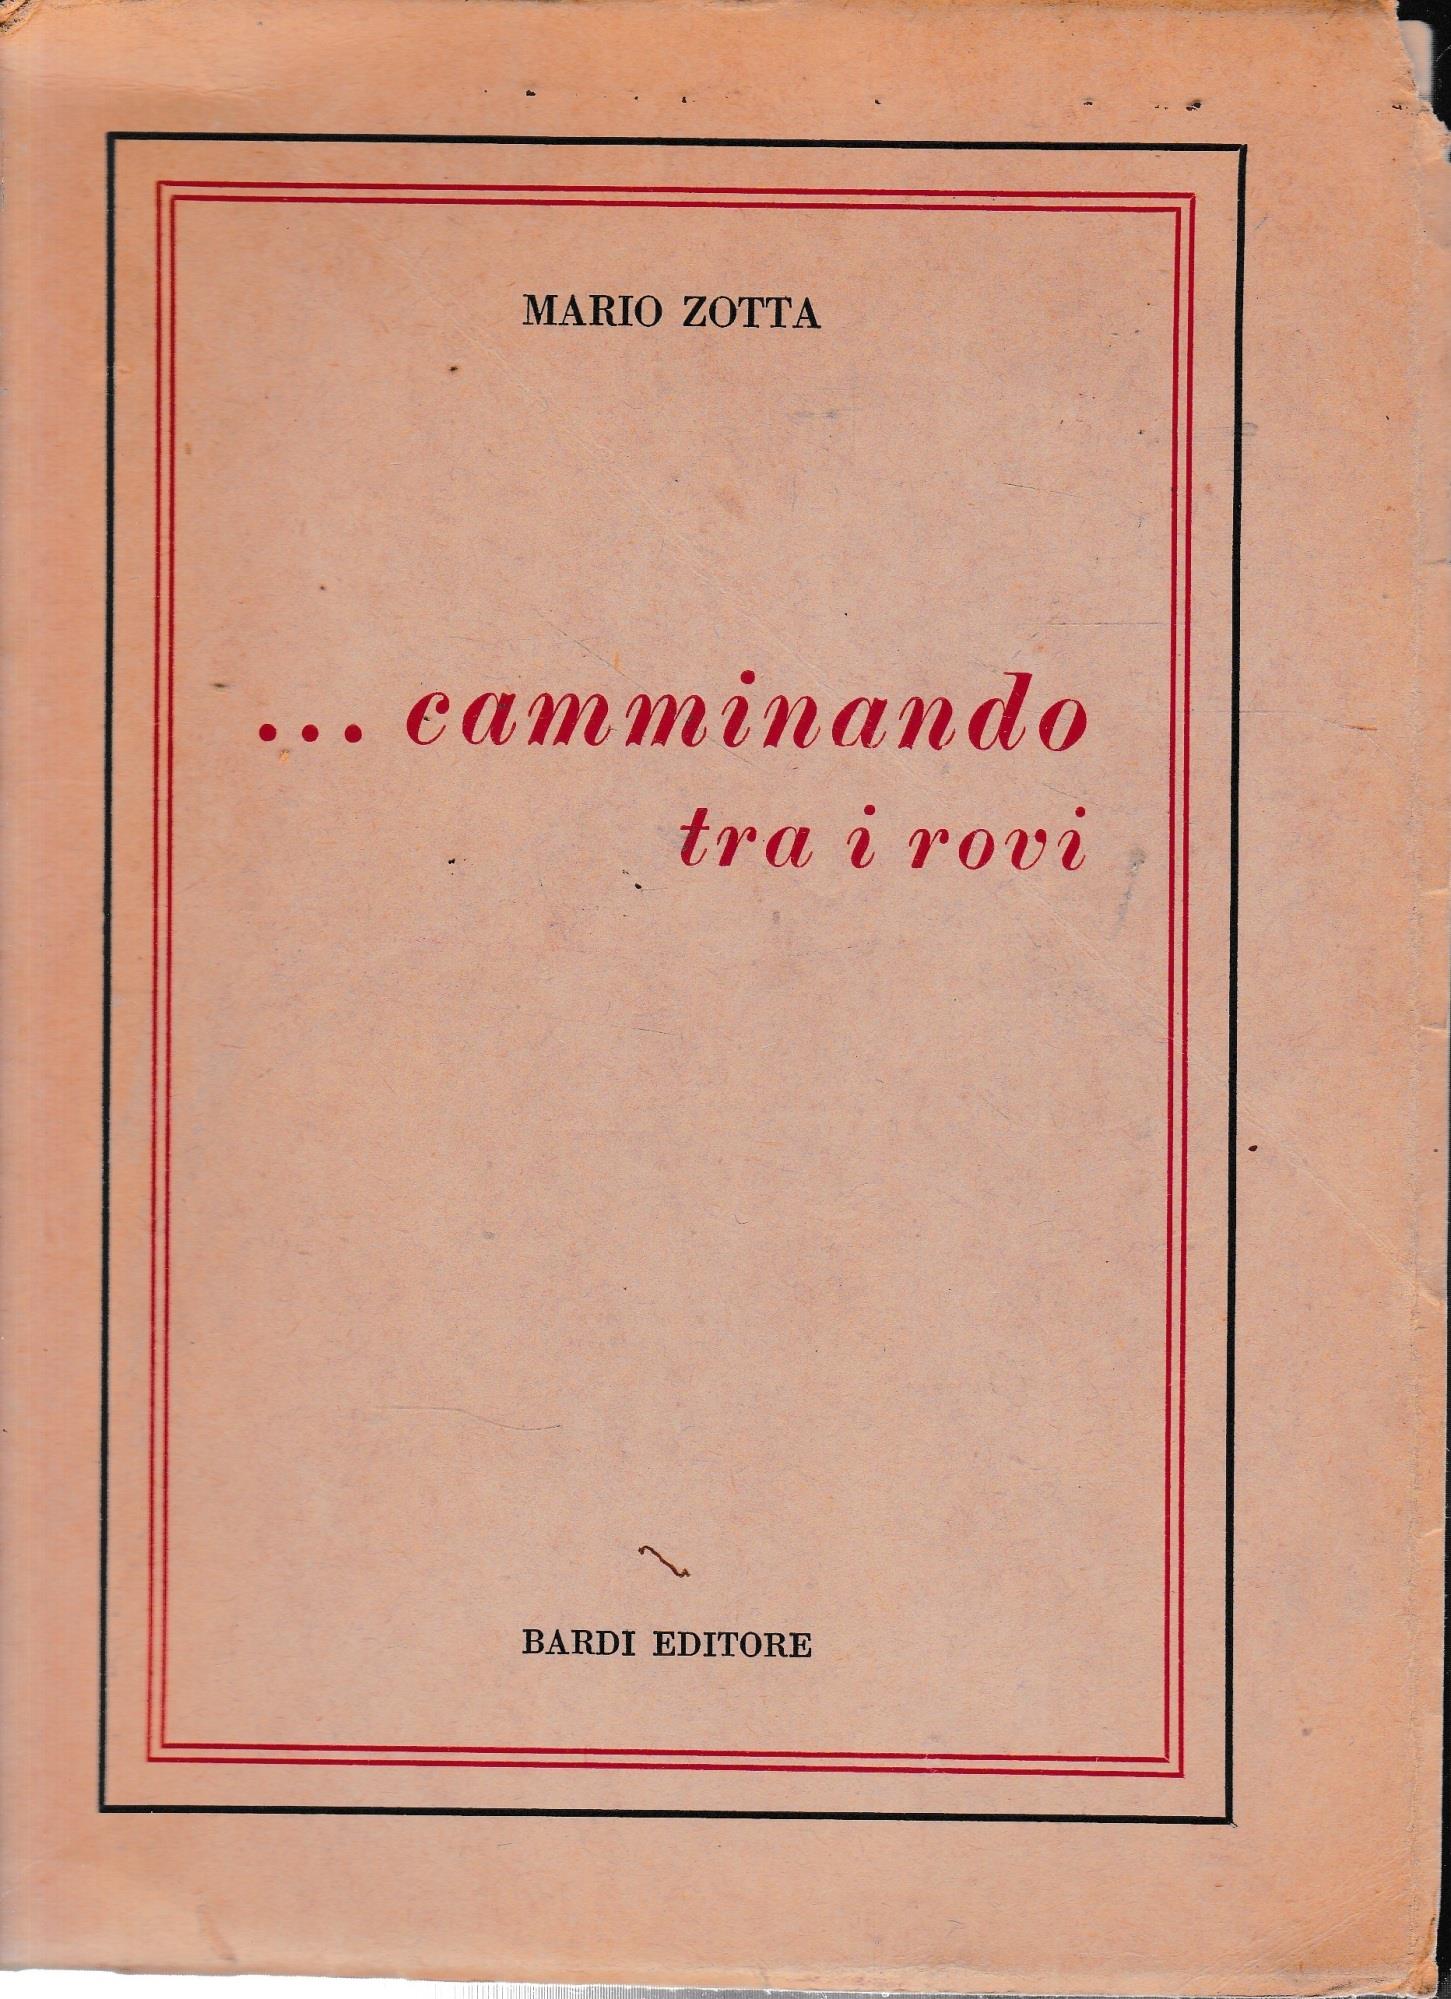 MARIO ZOTTA
... camminando
tra i rovi
BARDI EDITORE